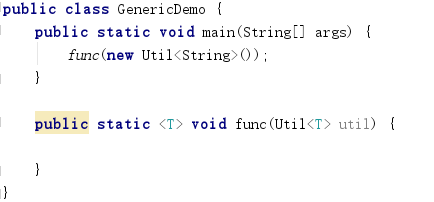 public class GenericDemo {
public static void main(String[] args) {
func(new Util<String>());
}
public static <T> void func(Util<T> util) {
}
}